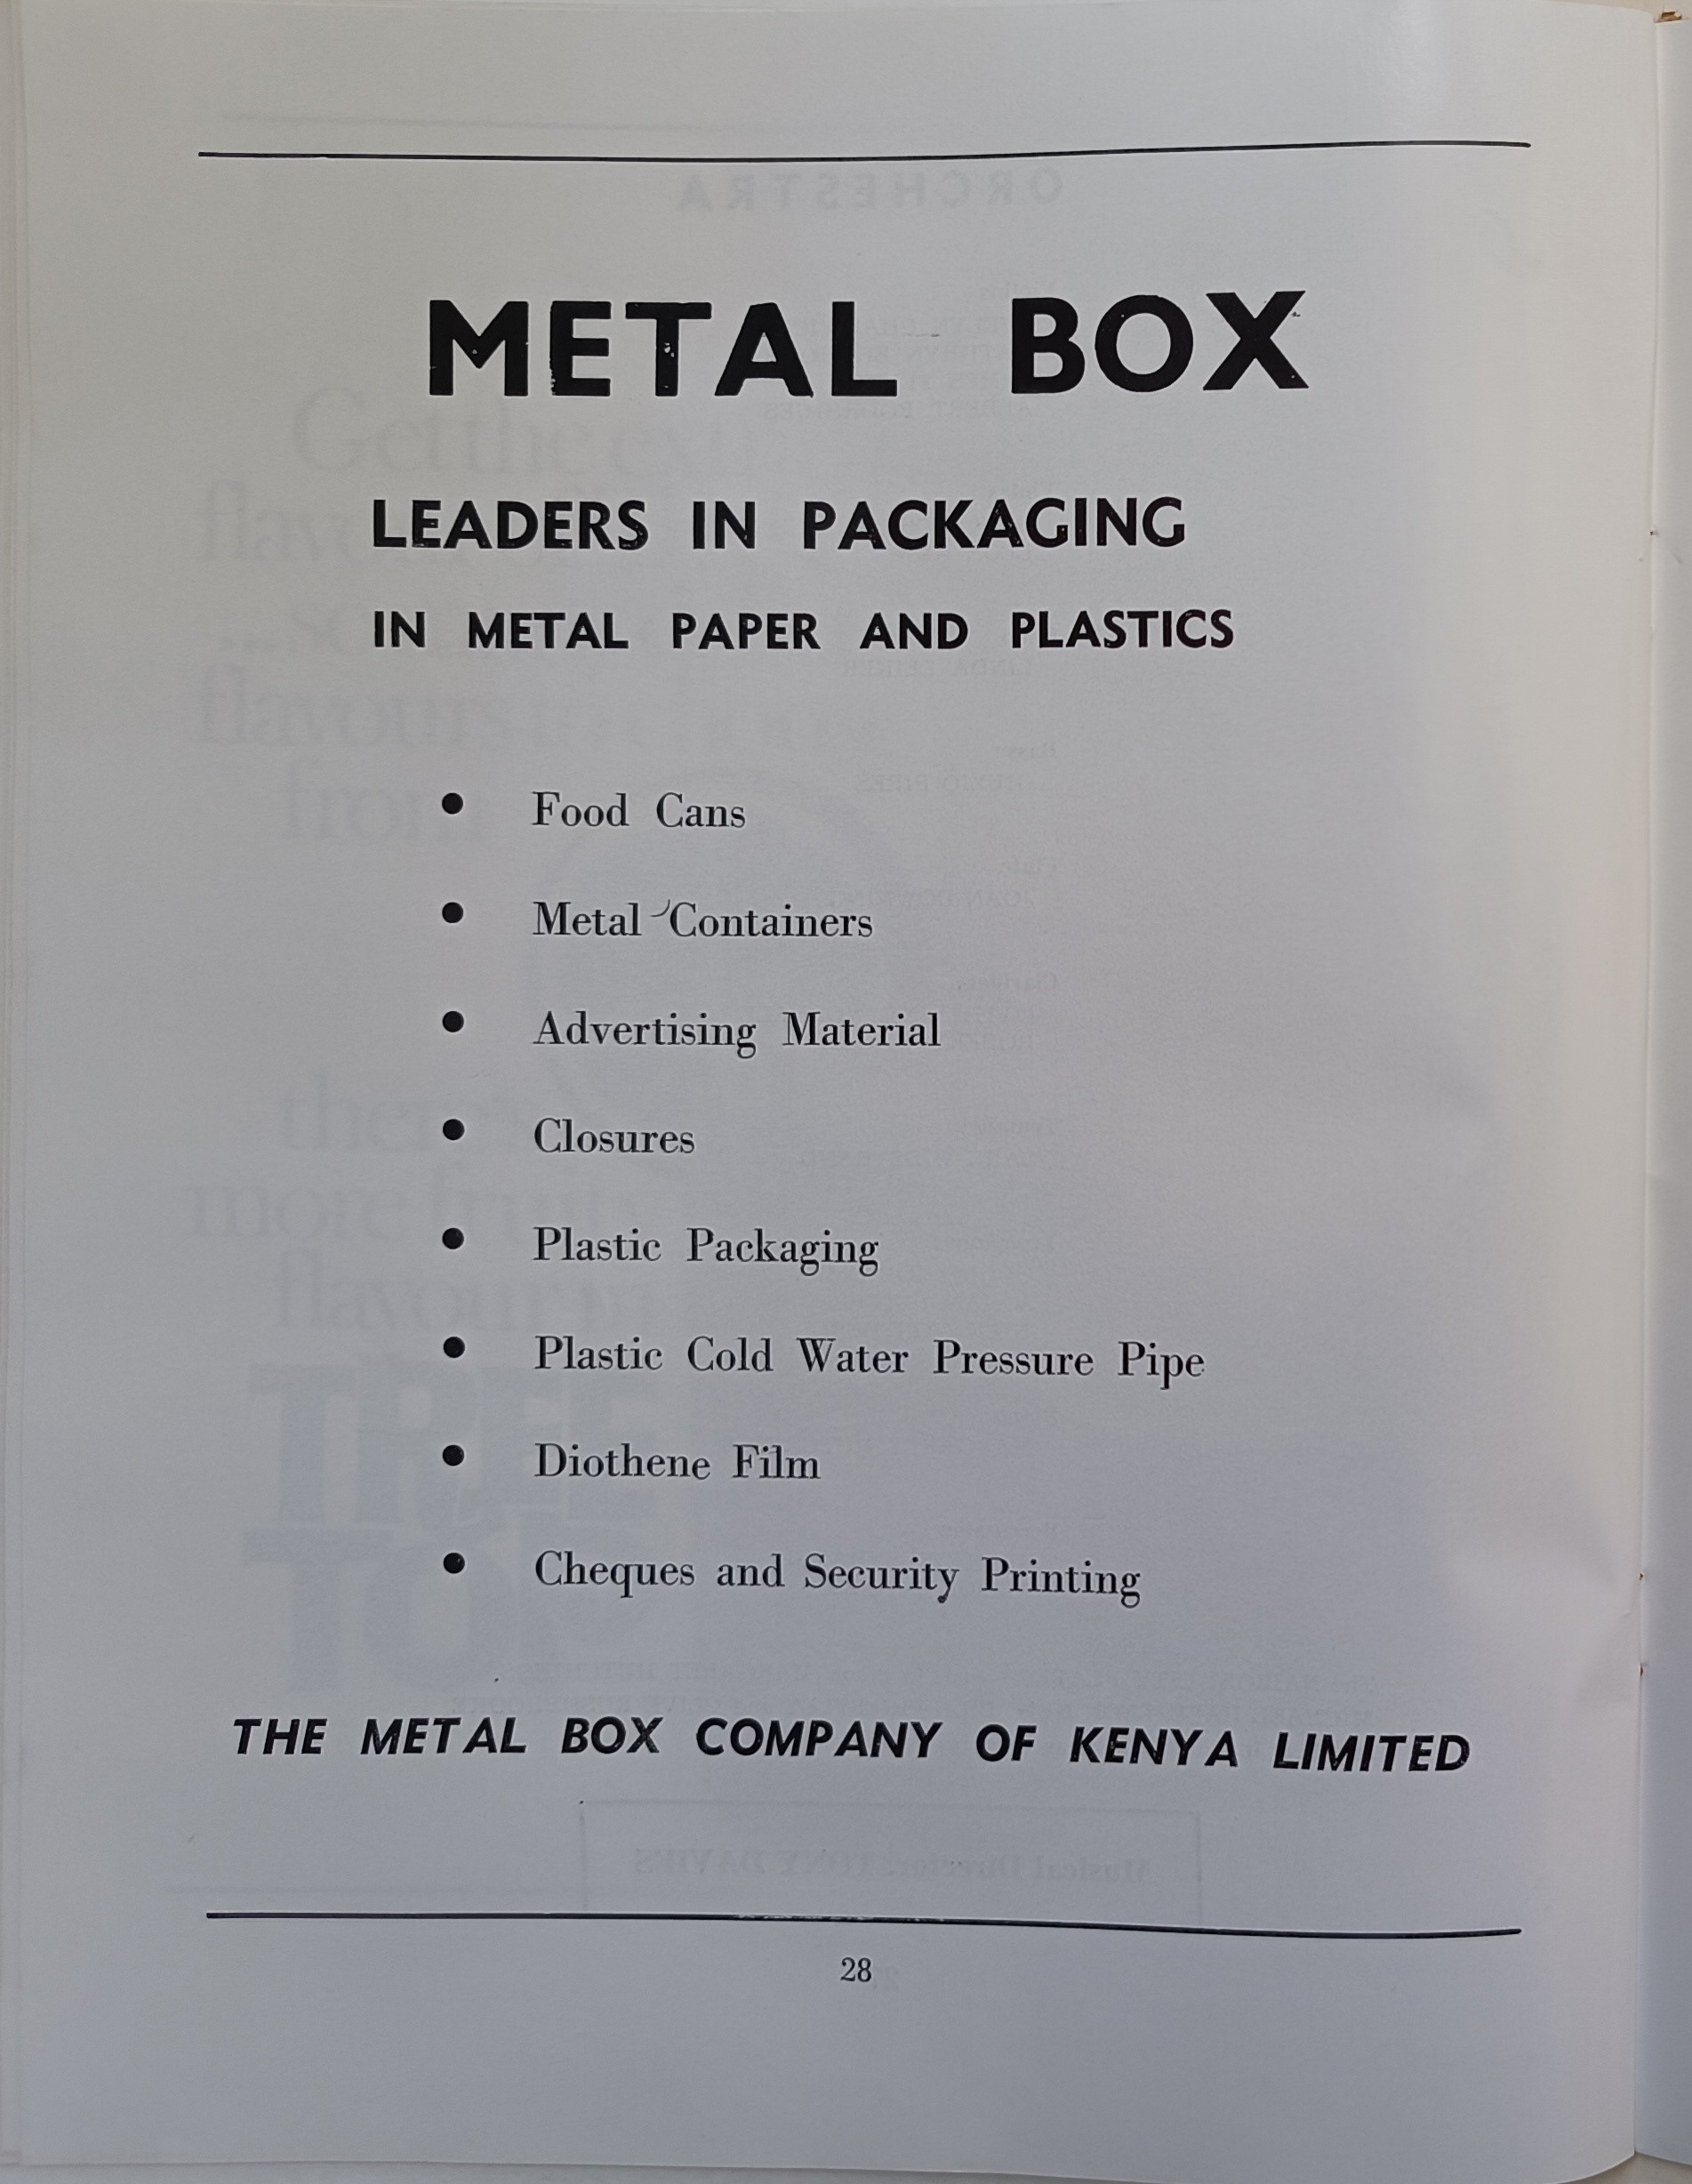 METAL BOX
LEADERS IN PACKAGING
IN METAL PAPER AND PLASTICS
• Food Cans
• Metal Containers
• Advertising Material
• Closures
• Plastic Packaging
• Plastic Cold Water Pressure Pipe
• Diothene Film
• Cheques and Security Printing
THE METAL BOX COMPANY OF KENYA LIMITED
28